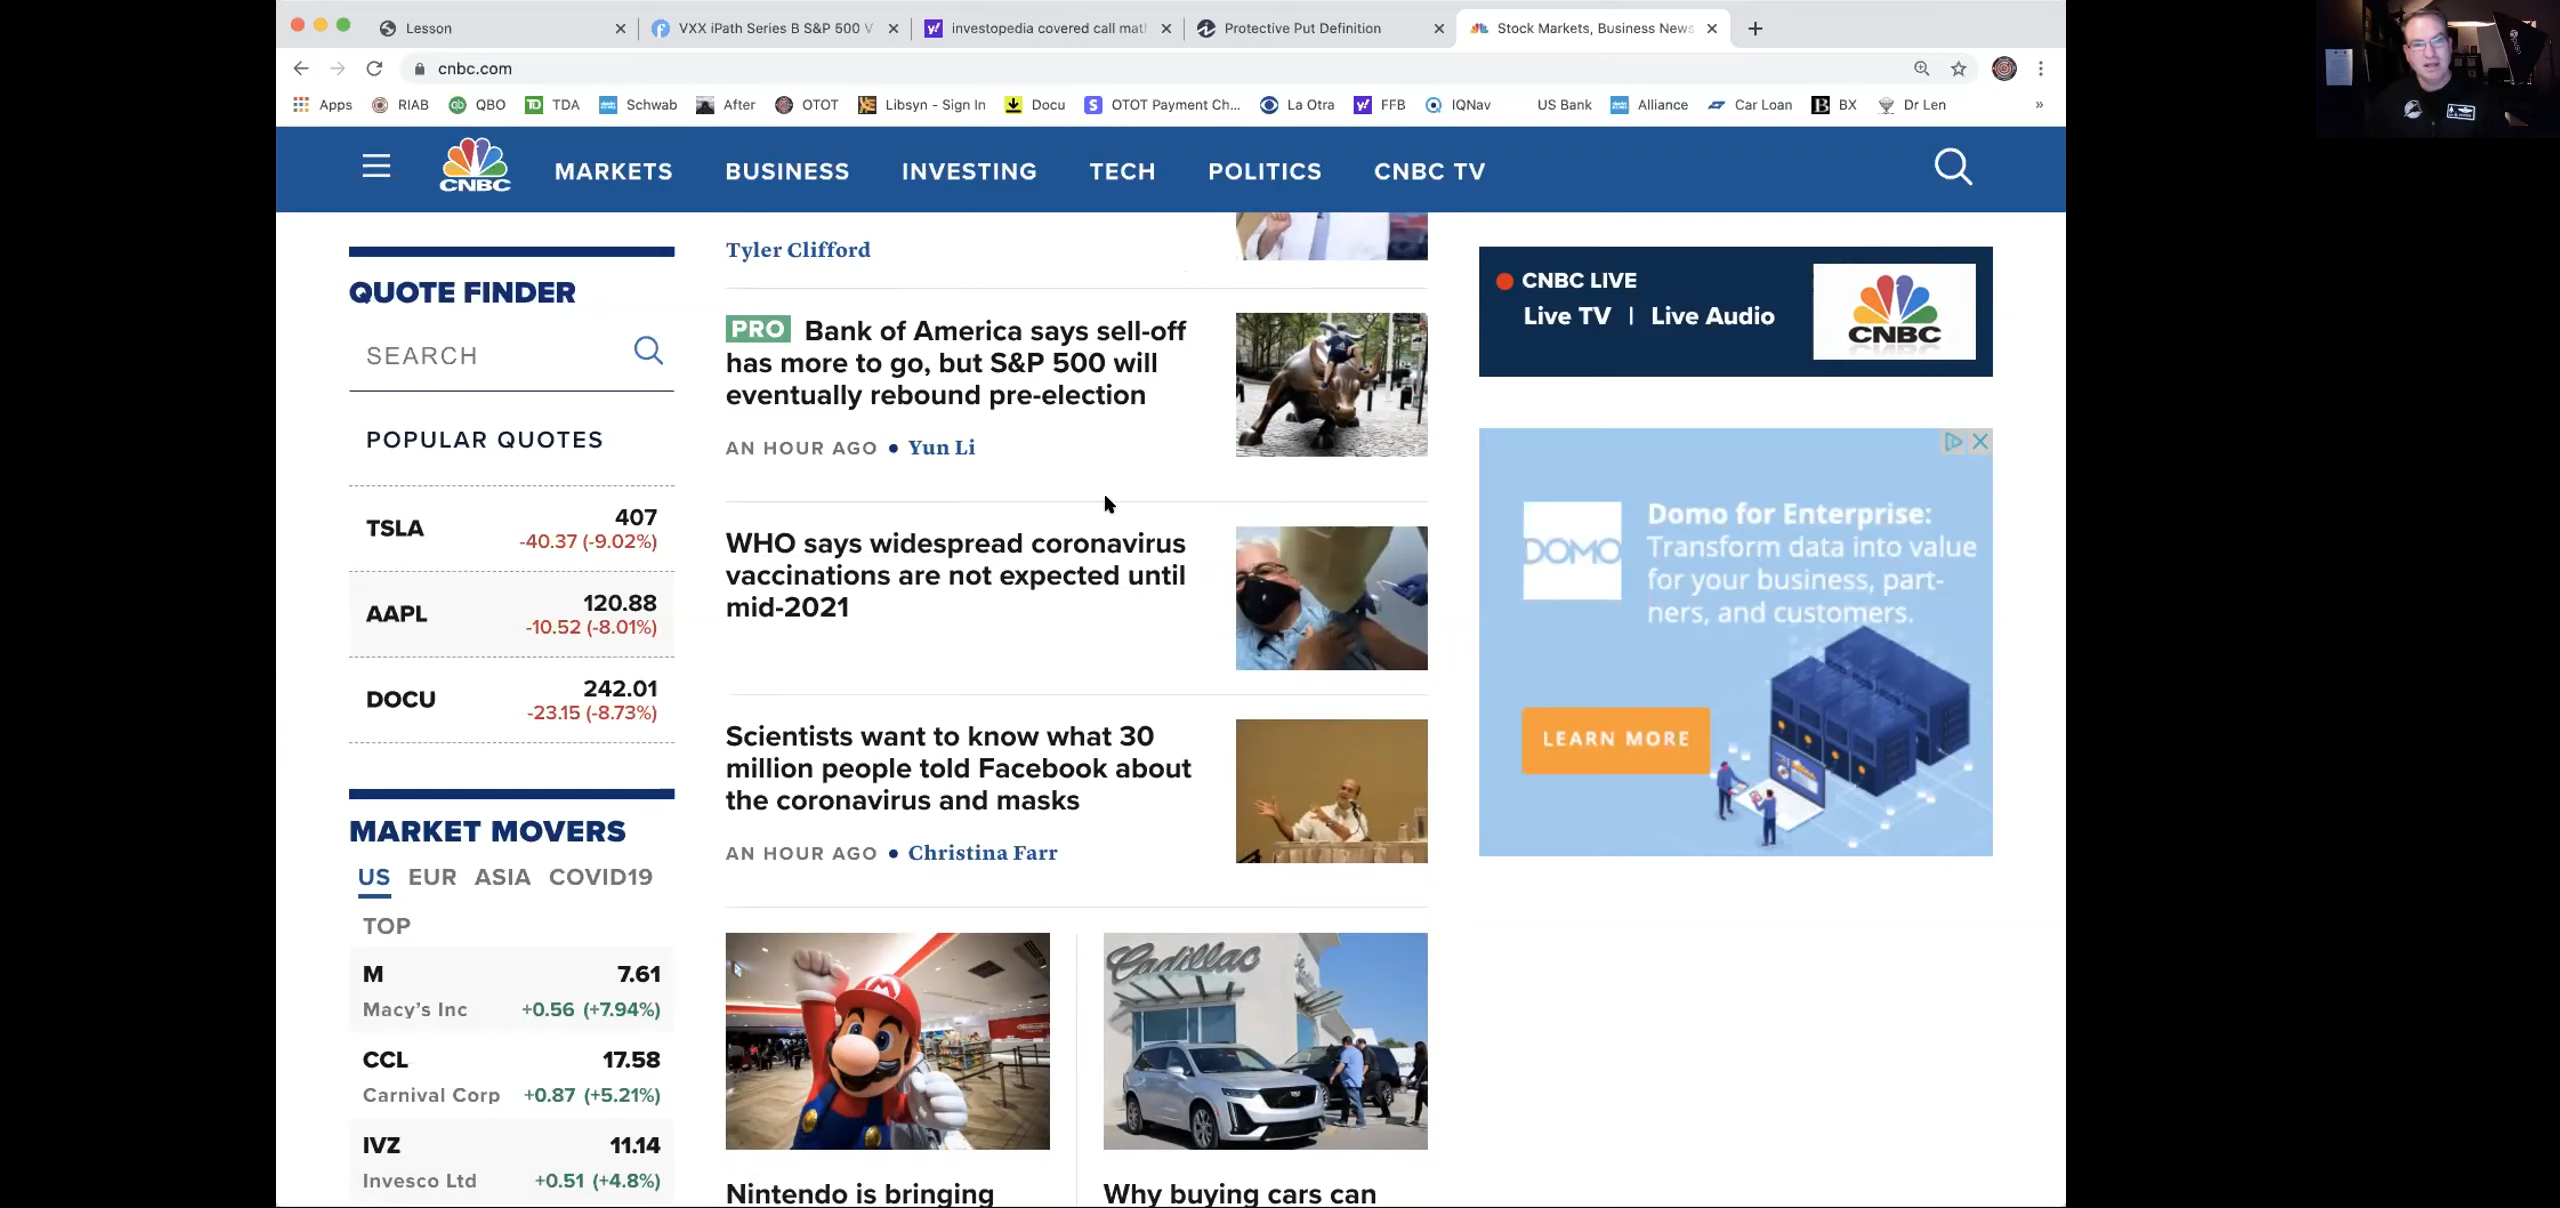 Lesson
VXX iPath Series B S&P 500 V
investopedia covered call mat
Protective Put Definition
Stock Markets, Business News
cnbc.com
Apps
RIAB
QBO
TDA
Schwab
After
OTOT
Libsyn - Sign In
Docu
OTOT Payment Ch...
La Otra
FFB
IQNav
US Bank
Alliance
Car Loan
BX
Dr Len
CNBC
MARKETS
BUSINESS
INVESTING
TECH
POLITICS
CNBC TV
QUOTE FINDER
SEARCH
POPULAR QUOTES
TSLA
407
-40.37 (-9.02%)
AAPL
120.88
-10.52 (-8.01%)
DOCU
242.01
-23.15 (-8.73%)
MARKET MOVERS
US EUR ASIA COVID19
TOP
M
7.61
Macy's Inc
+0.56 (+7.94%)
CCL
17.58
Carnival Corp
+0.87 (+5.21%)
IVZ
11.14
Invesco Ltd
+0.51 (+4.8%)
Tyler Clifford
PRO Bank of America says sell-off
has more to go, but S&P 500 will
eventually rebound pre-election
AN HOUR AGO • Yun Li
WHO says widespread coronavirus
vaccinations are not expected until
mid-2021
Scientists want to know what 30
million people told Facebook about
the coronavirus and masks
AN HOUR AGO • Christina Farr
Cadillac
Nintendo is bringing
Why buying cars can
CNBC LIVE
Live TV | Live Audio
CNBC
DOMO
Domo for Enterprise:
Transform data into value
for your business, part-
ners, and customers.
LEARN MORE